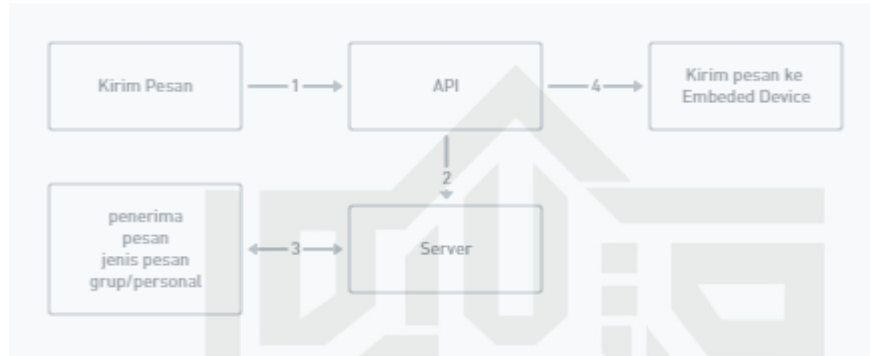 Kirim Pesan
1
API
4
Kirim pesan ke
Embeded Device
2
penerima
pesan
jenis pesan
grup/personal
3
Server